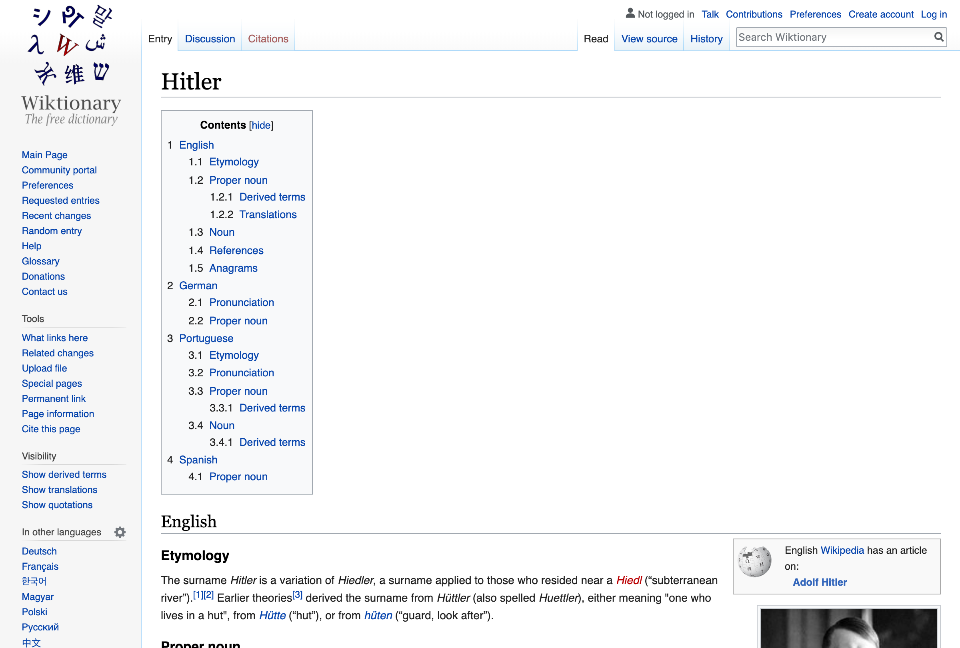 Not logged in Talk Contributions Preferences Create account Log in
Entry Discussion Citations Read View source History Search Wiktionary
Wiktionary
The free dictionary
Main Page
Community portal
Preferences
Requested entries
Recent changes
Random entry
Help
Glossary
Donations
Contact us
Tools
What links here
Related changes
Upload file
Special pages
Permanent link
Page information
Cite this page
Visibility
Show derived terms
Show translations
Show quotations
In other languages
Deutsch
Français
한국어
Magyar
Polski
Русский
中文
Hitler
Contents [hide]
1 English
1.1 Etymology
1.2 Proper noun
1.2.1 Derived terms
1.2.2 Translations
1.3 Noun
1.4 References
1.5 Anagrams
2 German
2.1 Pronunciation
2.2 Proper noun
3 Portuguese
3.1 Etymology
3.2 Pronunciation
3.3 Proper noun
3.3.1 Derived terms
3.4 Noun
3.4.1 Derived terms
4 Spanish
4.1 Proper noun
English
Etymology
The surname Hitler is a variation of Hiedler, a surname applied to those who resided near a Hiedl (“subterranean
river”).[1][2] Earlier theories[3] derived the surname from Hüttler (also spelled Huettler), either meaning "one who
lives in a hut", from Hütte (“hut”), or from hüten (“guard, look after”).
Proper noun
English Wikipedia has an article
on:
Adolf Hitler